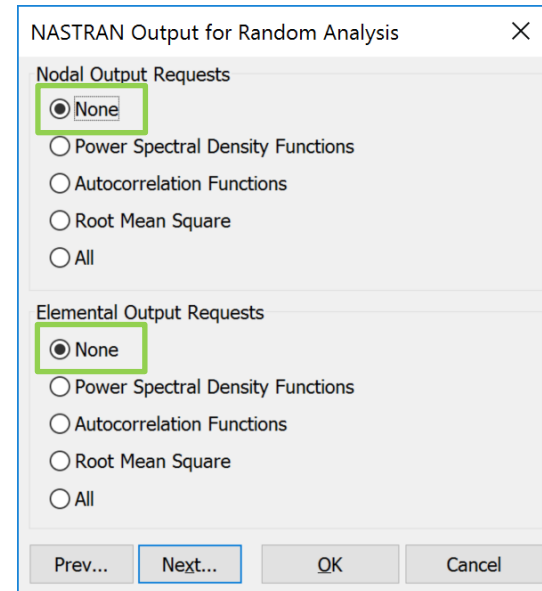 NASTRAN Output for Random Analysis
Nodal Output Requests
None
Power Spectral Density Functions
Autocorrelation Functions
Root Mean Square
All
Elemental Output Requests
None
Power Spectral Density Functions
Autocorrelation Functions
Root Mean Square
All
Prev... Next... OK Cancel